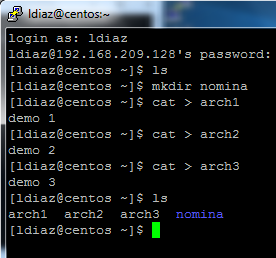 ldiaz@centos:~
login as: ldiaz
ldiaz@192.168.209.128's password:
[ldiaz@centos ~]$ ls
[ldiaz@centos ~]$ mkdir nomina
[ldiaz@centos ~]$ cat > arch1
demo 1
[ldiaz@centos ~]$ cat > arch2
demo 2
[ldiaz@centos ~]$ cat > arch3
demo 3
[ldiaz@centos ~]$ ls
arch1  arch2  arch3  nomina
[ldiaz@centos ~]$